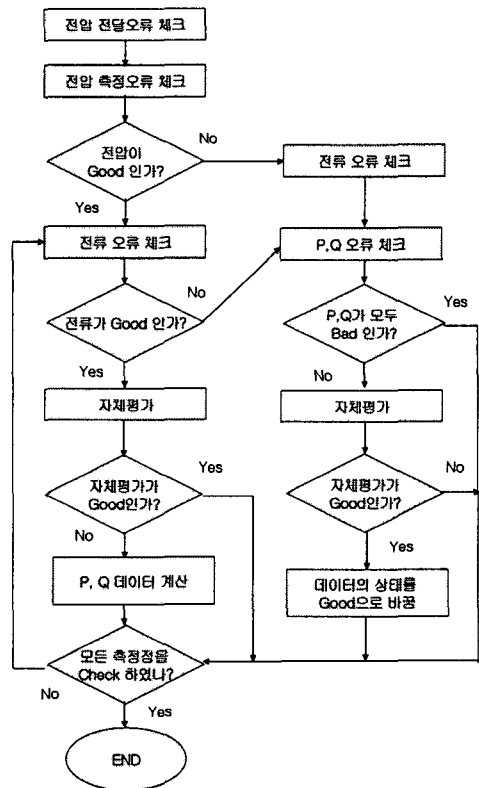 전압 전달오류 체크
전압 측정오류 체크
전압이
Good 인가?
No
Yes
전류 오류 체크
전류 오류 체크
P,Q 오류 체크
No
전류가 Good 인가?
Yes
P,Q가 모두
Bad 인가?
Yes
No
자체평가
자체평가
자체평가가
Good인가?
Yes
No
자체평가가
Good인가?
No
Yes
P, Q 데이터 계산
데이터의 상태를
Good으로 바꿈
모든 측정점을
Check 하였나?
No
Yes
END